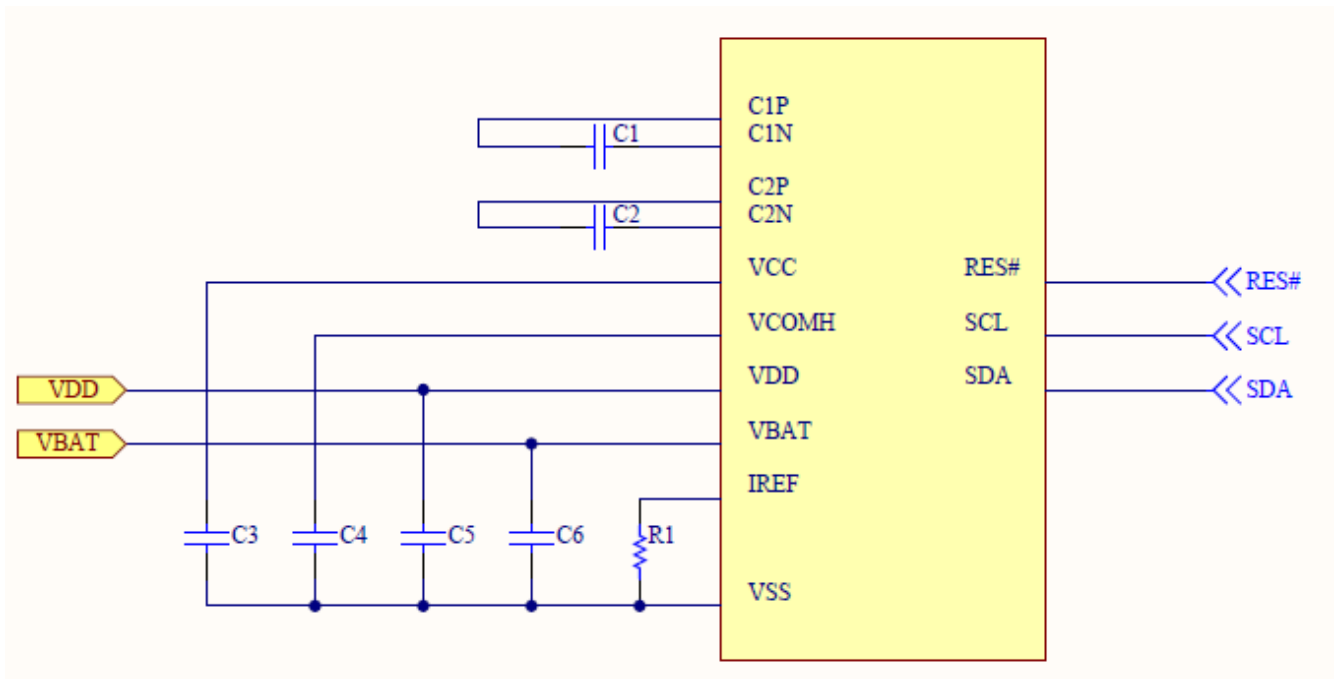 C1P
C1
C1N
C2P
C2
C2N
VCC
RES#
RES#
VCOMH
SCL
SCL
VDD
VDD
SDA
SDA
VBAT
VBAT
IREF
C3
C4
C5
C6
R1
VSS